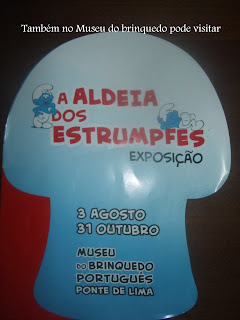 Também no Museu do brinquedo pode visitar
A ALDEIA
DOS
ESTRUMPFES
EXPOSIÇÃO
3 AGOSTO
31 OUTUBRO
MUSEU
DO BRINQUEDO
PORTUGUÊS
PONTE DE LIMA